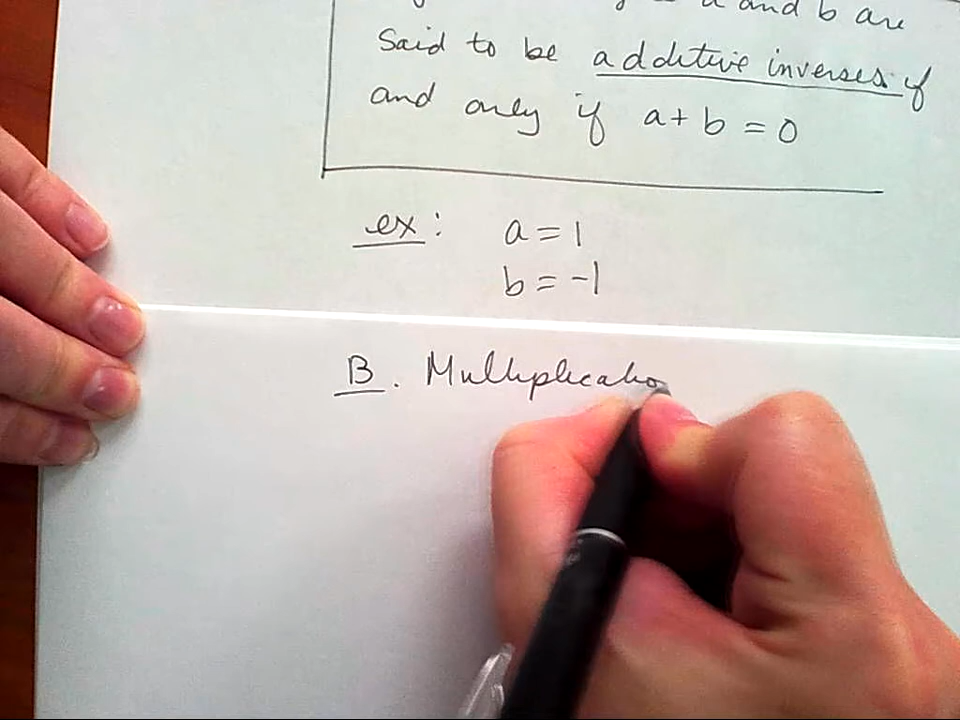 a and b are
said to be additive inverses if
and only if a + b = 0
ex: a = 1
b = -1
B. Multiplicatio